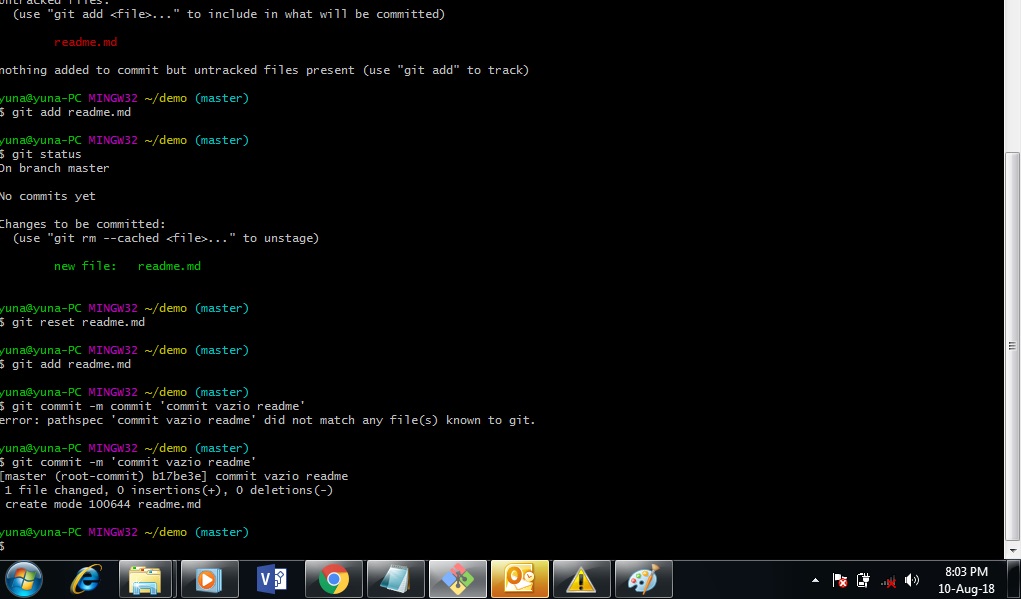 untracked files:
  (use "git add <file>..." to include in what will be committed)
readme.md
nothing added to commit but untracked files present (use "git add" to track)
yuna@yuna-PC MINGW32 ~/demo (master)
$ git add readme.md
yuna@yuna-PC MINGW32 ~/demo (master)
$ git status
On branch master
No commits yet
Changes to be committed:
  (use "git rm --cached <file>..." to unstage)
new file:   readme.md
yuna@yuna-PC MINGW32 ~/demo (master)
$ git reset readme.md
yuna@yuna-PC MINGW32 ~/demo (master)
$ git add readme.md
yuna@yuna-PC MINGW32 ~/demo (master)
$ git commit -m commit 'commit vazio readme'
error: pathspec 'commit vazio readme' did not match any file(s) known to git.
yuna@yuna-PC MINGW32 ~/demo (master)
$ git commit -m 'commit vazio readme'
[master (root-commit) b17be3e] commit vazio readme
 1 file changed, 0 insertions(+), 0 deletions(-)
 create mode 100644 readme.md
yuna@yuna-PC MINGW32 ~/demo (master)
$
8:03 PM
10-Aug-18